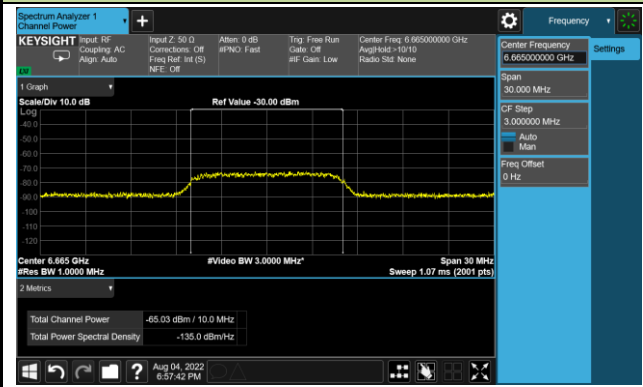 Spectrum Analyzer 1
Channel Power
+
Frequency
KEYSIGHT
Input: RF
Coupling: AC
Align: Auto
Input Z: 50 Ω
Corrections: Off
Freq Ref: Int (S)
NFE: Off
Atten: 0 dB
#PNO: Fast
Trig: Free Run
Gate: Off
#IF Gain: Low
Center Freq: 6.665000000 GHz
Avg|Hold:>10/10
Radio Std: None
LXI
Center Frequency
6.665000000 GHz
Settings
Span
30.000 MHz
CF Step
3.000000 MHz
Auto
Man
Freq Offset
0 Hz
1 Graph
Scale/Div 10.0 dB
Ref Value -30.00 dBm
Log
-40.0
-50.0
-60.0
-70.0
-80.0
-90.0
-100
-110
-120
Center 6.665 GHz
#Video BW 3.0000 MHz*
Span 30 MHz
#Res BW 1.0000 MHz
Sweep 1.07 ms (2001 pts)
2 Metrics
Total Channel Power -65.03 dBm / 10.0 MHz
Total Power Spectral Density -135.0 dBm/Hz
?
Aug 04, 2022
6:57:42 PM